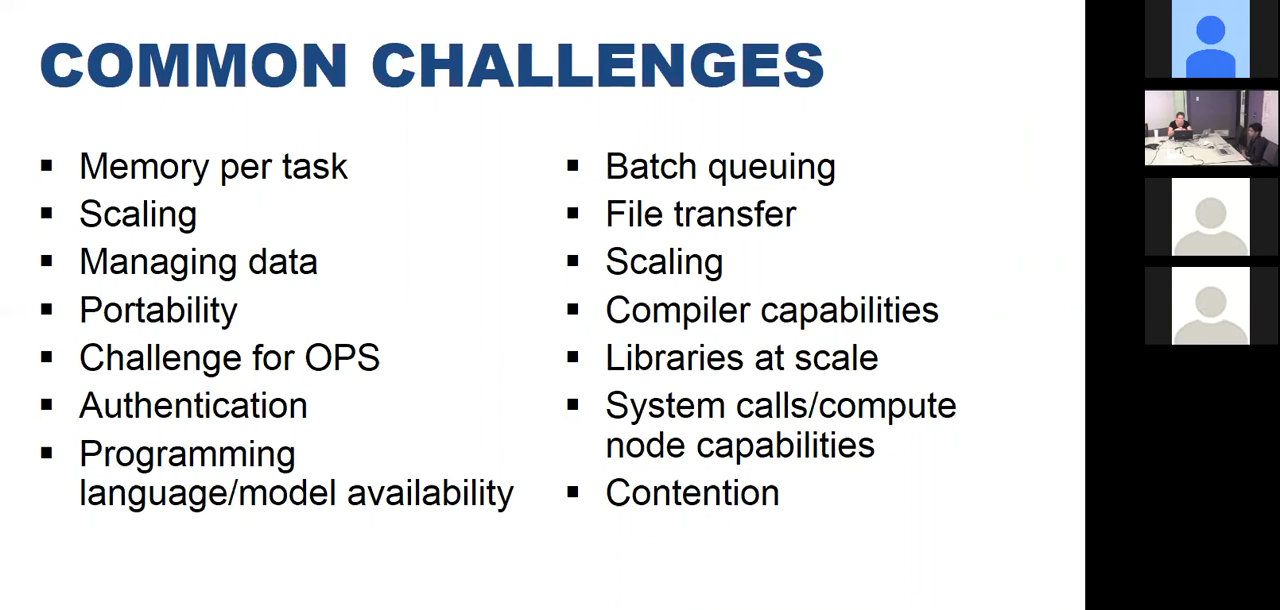 COMMON CHALLENGES
▪ Memory per task
▪ Scaling
▪ Managing data
▪ Portability
▪ Challenge for OPS
▪ Authentication
▪ Programming
language/model availability
▪ Batch queuing
▪ File transfer
▪ Scaling
▪ Compiler capabilities
▪ Libraries at scale
▪ System calls/compute
node capabilities
▪ Contention